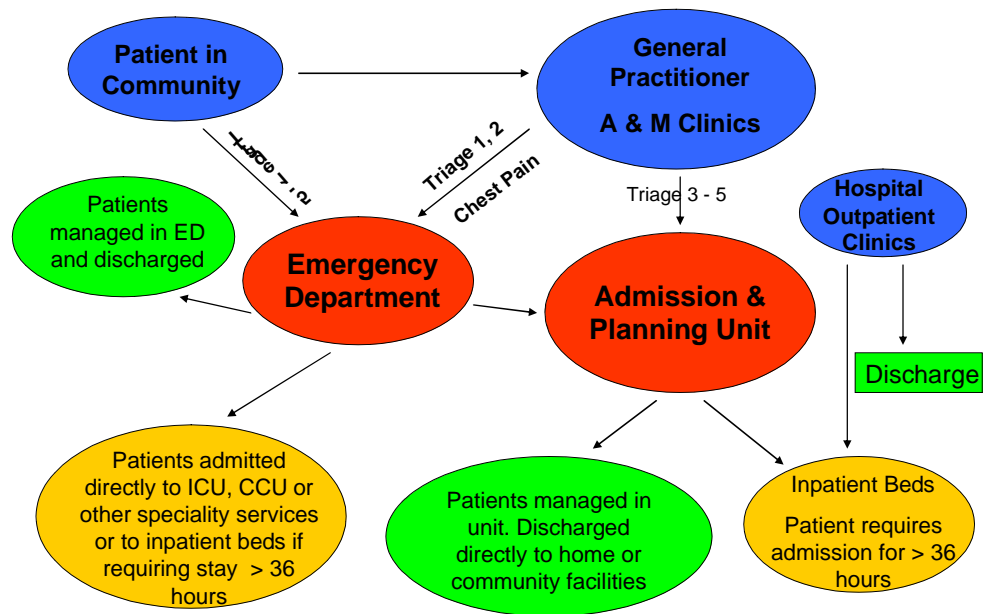 Patient in
Community
General
Practitioner
A & M Clinics
Triage 1, 2
Triage 1, 2
Chest Pain
Triage 3 - 5
Hospital
Outpatient
Clinics
Patients
managed in ED
and discharged
Emergency
Department
Admission &
Planning Unit
Discharge
Patients admitted
directly to ICU, CCU or
other speciality services
or to inpatient beds if
requiring stay > 36
hours
Patients managed in
unit. Discharged
directly to home or
community facilities
Inpatient Beds
Patient requires
admission for > 36
hours